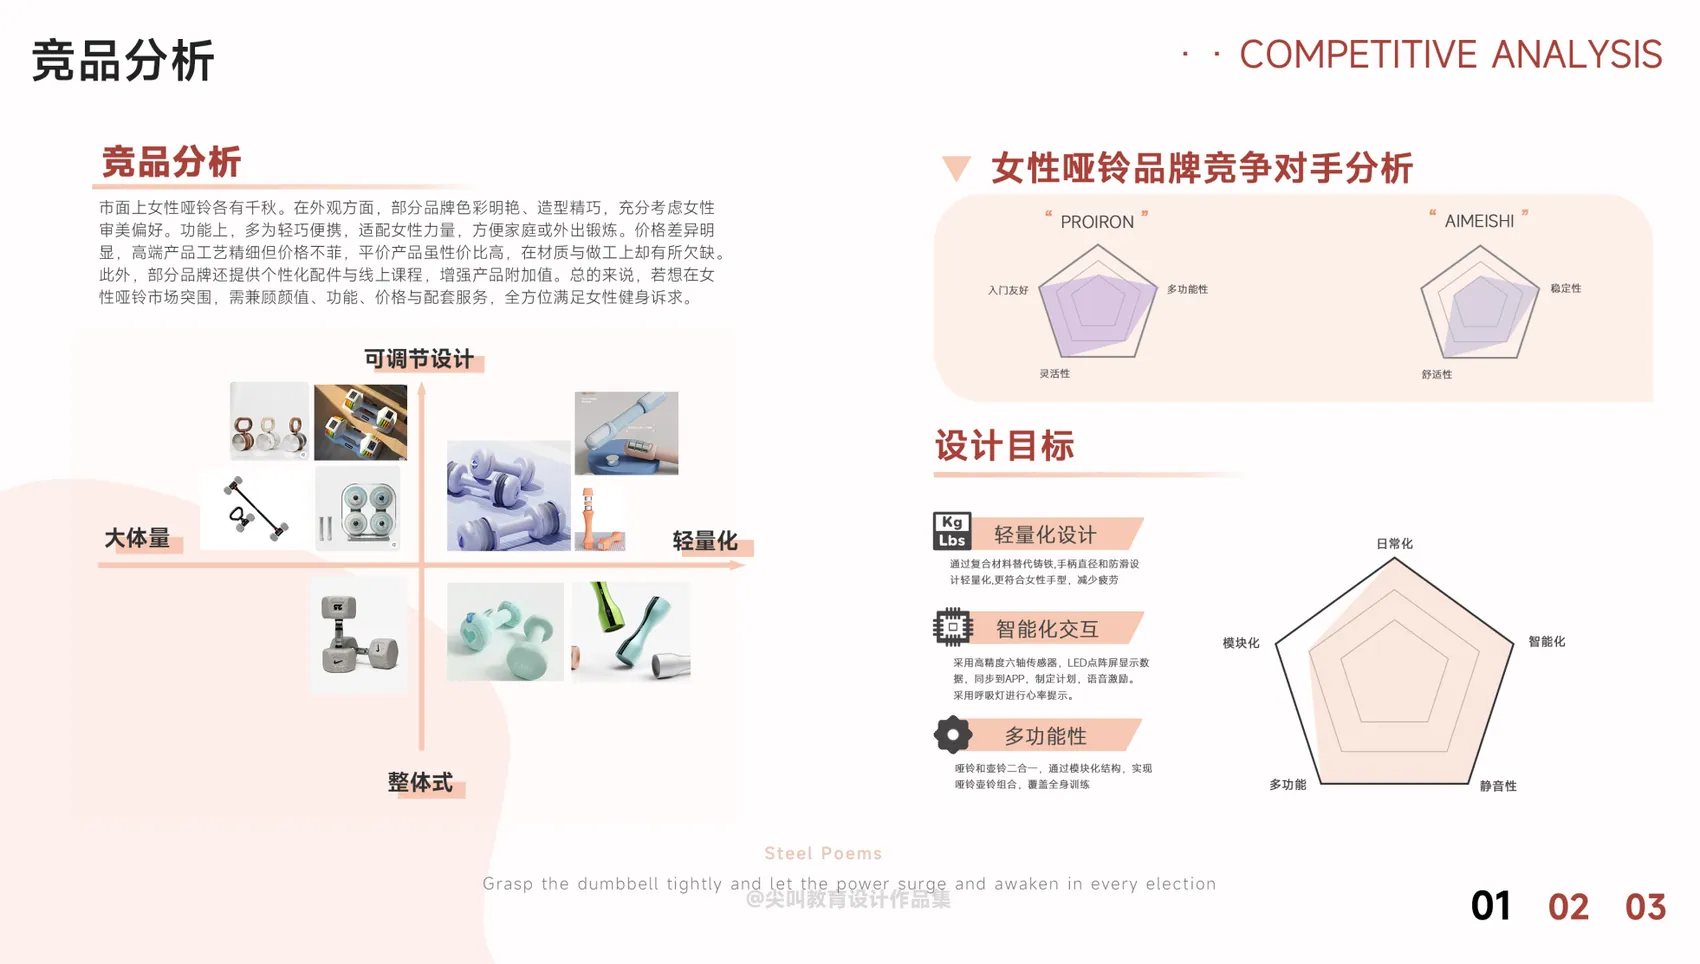 竞品分析
· · COMPETITIVE ANALYSIS
竞品分析
市面上女性哑铃各有千秋。在外观方面，部分品牌色彩明艳、造型精巧，充分考虑女性
审美偏好。功能上，多为轻巧便携，适配女性力量，方便家庭或外出锻炼。价格差异明
显，高端产品工艺精细但价格不菲，平价产品虽性价比高，在材质与做工上却有所欠缺。
此外，部分品牌还提供个性化配件与线上课程，增强产品附加值。总的来说，若想在女
性哑铃市场突围，需兼顾颜值、功能、价格与配套服务，全方位满足女性健身诉求。
可调节设计
大体量
轻量化
整体式
女性哑铃品牌竞争对手分析
“ PROIRON ”
入门友好
多功能性
灵活性
“ AIMEISHI ”
稳定性
舒适性
设计目标
Kg
Lbs
轻量化设计
通过复合材料替代铸铁,手柄直径和防滑设
计轻量化,更符合女性手型，减少疲劳
智能化交互
采用高精度六轴传感器，LED点阵屏显示数
据，同步到APP，制定计划，语音激励。
采用呼吸灯进行心率提示。
多功能性
哑铃和壶铃二合一，通过模块化结构，实现
哑铃壶铃组合，覆盖全身训练
日常化
模块化
智能化
多功能
静音性
Steel Poems
Grasp the dumbbell tightly and let the power surge and awaken in every election
@尖叫教育设计作品集
01 02 03